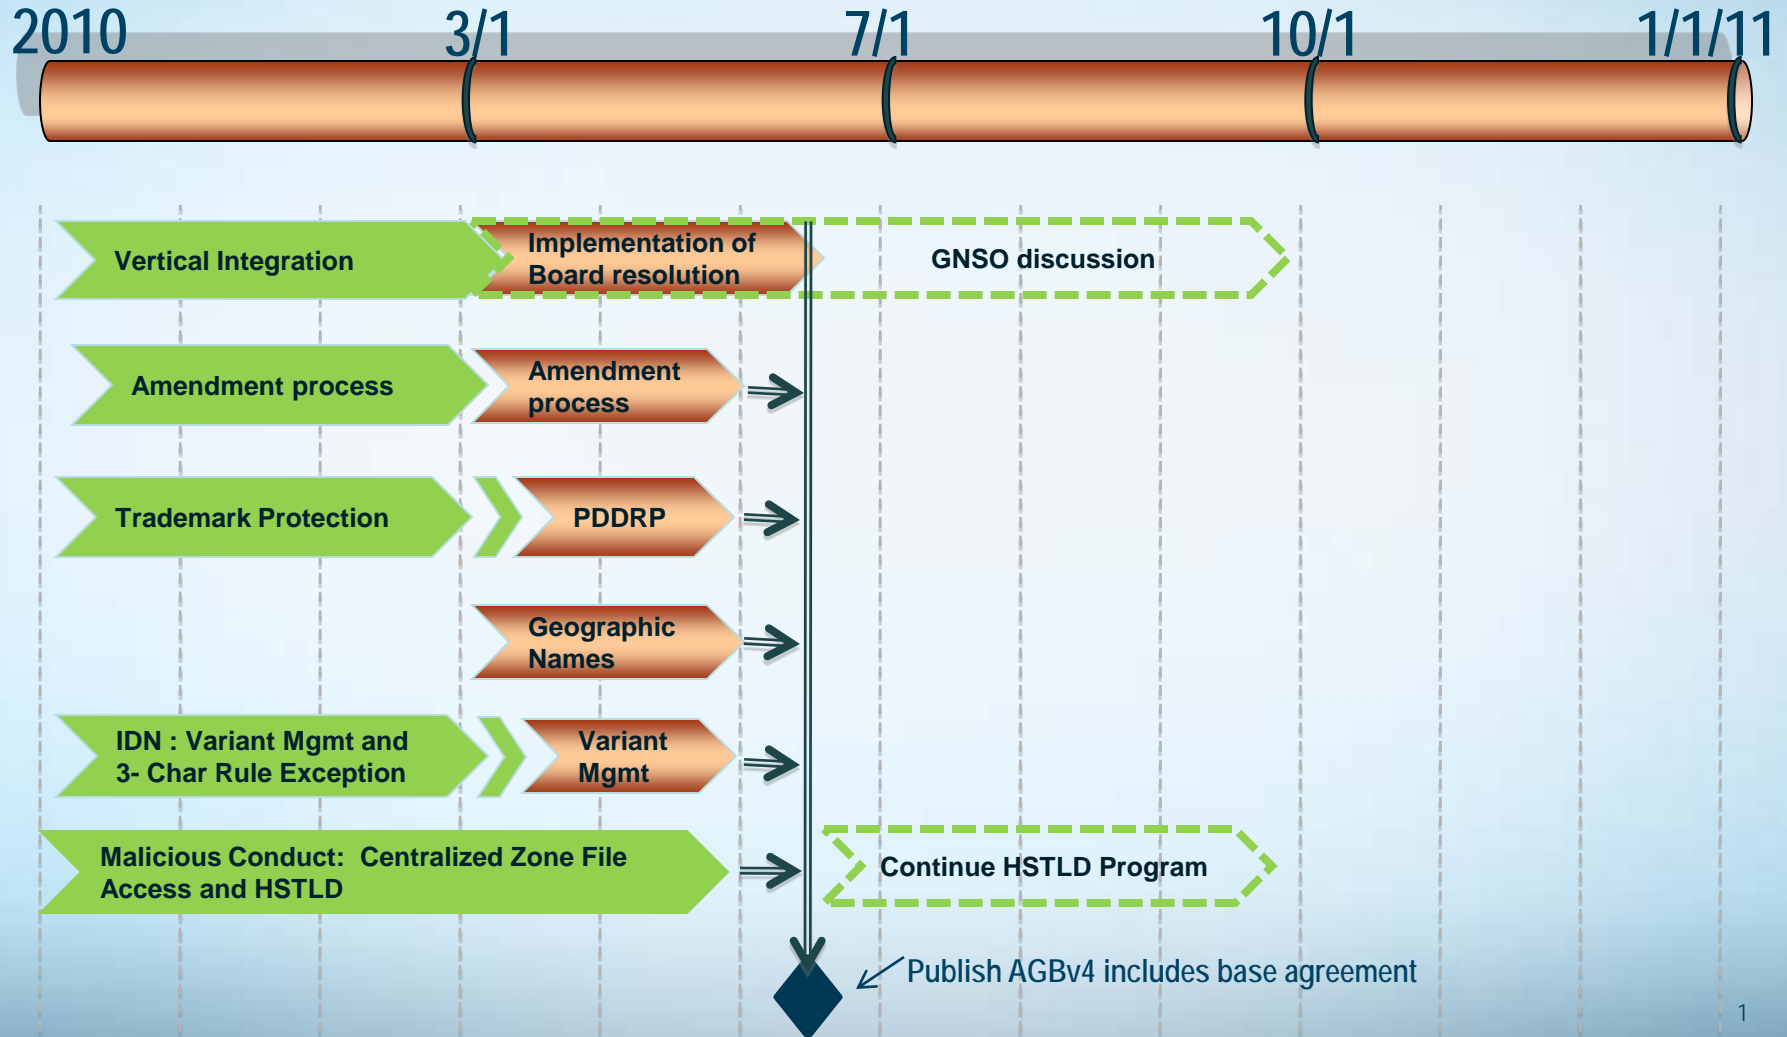 2010
3/1
7/1
10/1
1/1/11
Vertical Integration
Implementation of
Board resolution
GNSO discussion
Amendment process
Amendment
process
Trademark Protection
PDDRP
Geographic
Names
IDN : Variant Mgmt and
3- Char Rule Exception
Variant
Mgmt
Malicious Conduct:  Centralized Zone File
Access and HSTLD
Continue HSTLD Program
Publish AGBv4 includes base agreement
1